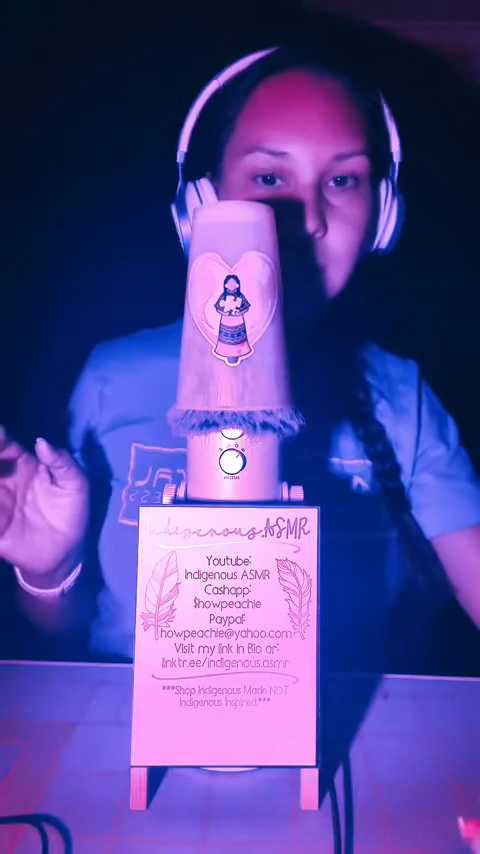 Indigenous.ASMR
Youtube:
Indigenous ASMR
Cashapp:
$howpeachie
Paypal:
howpeachie@yahoo.com
Visit my link in Bio or:
linktr.ee/indigenous.asmr
***Shop Indigenous Made NOT
Indigenous Inspired.***